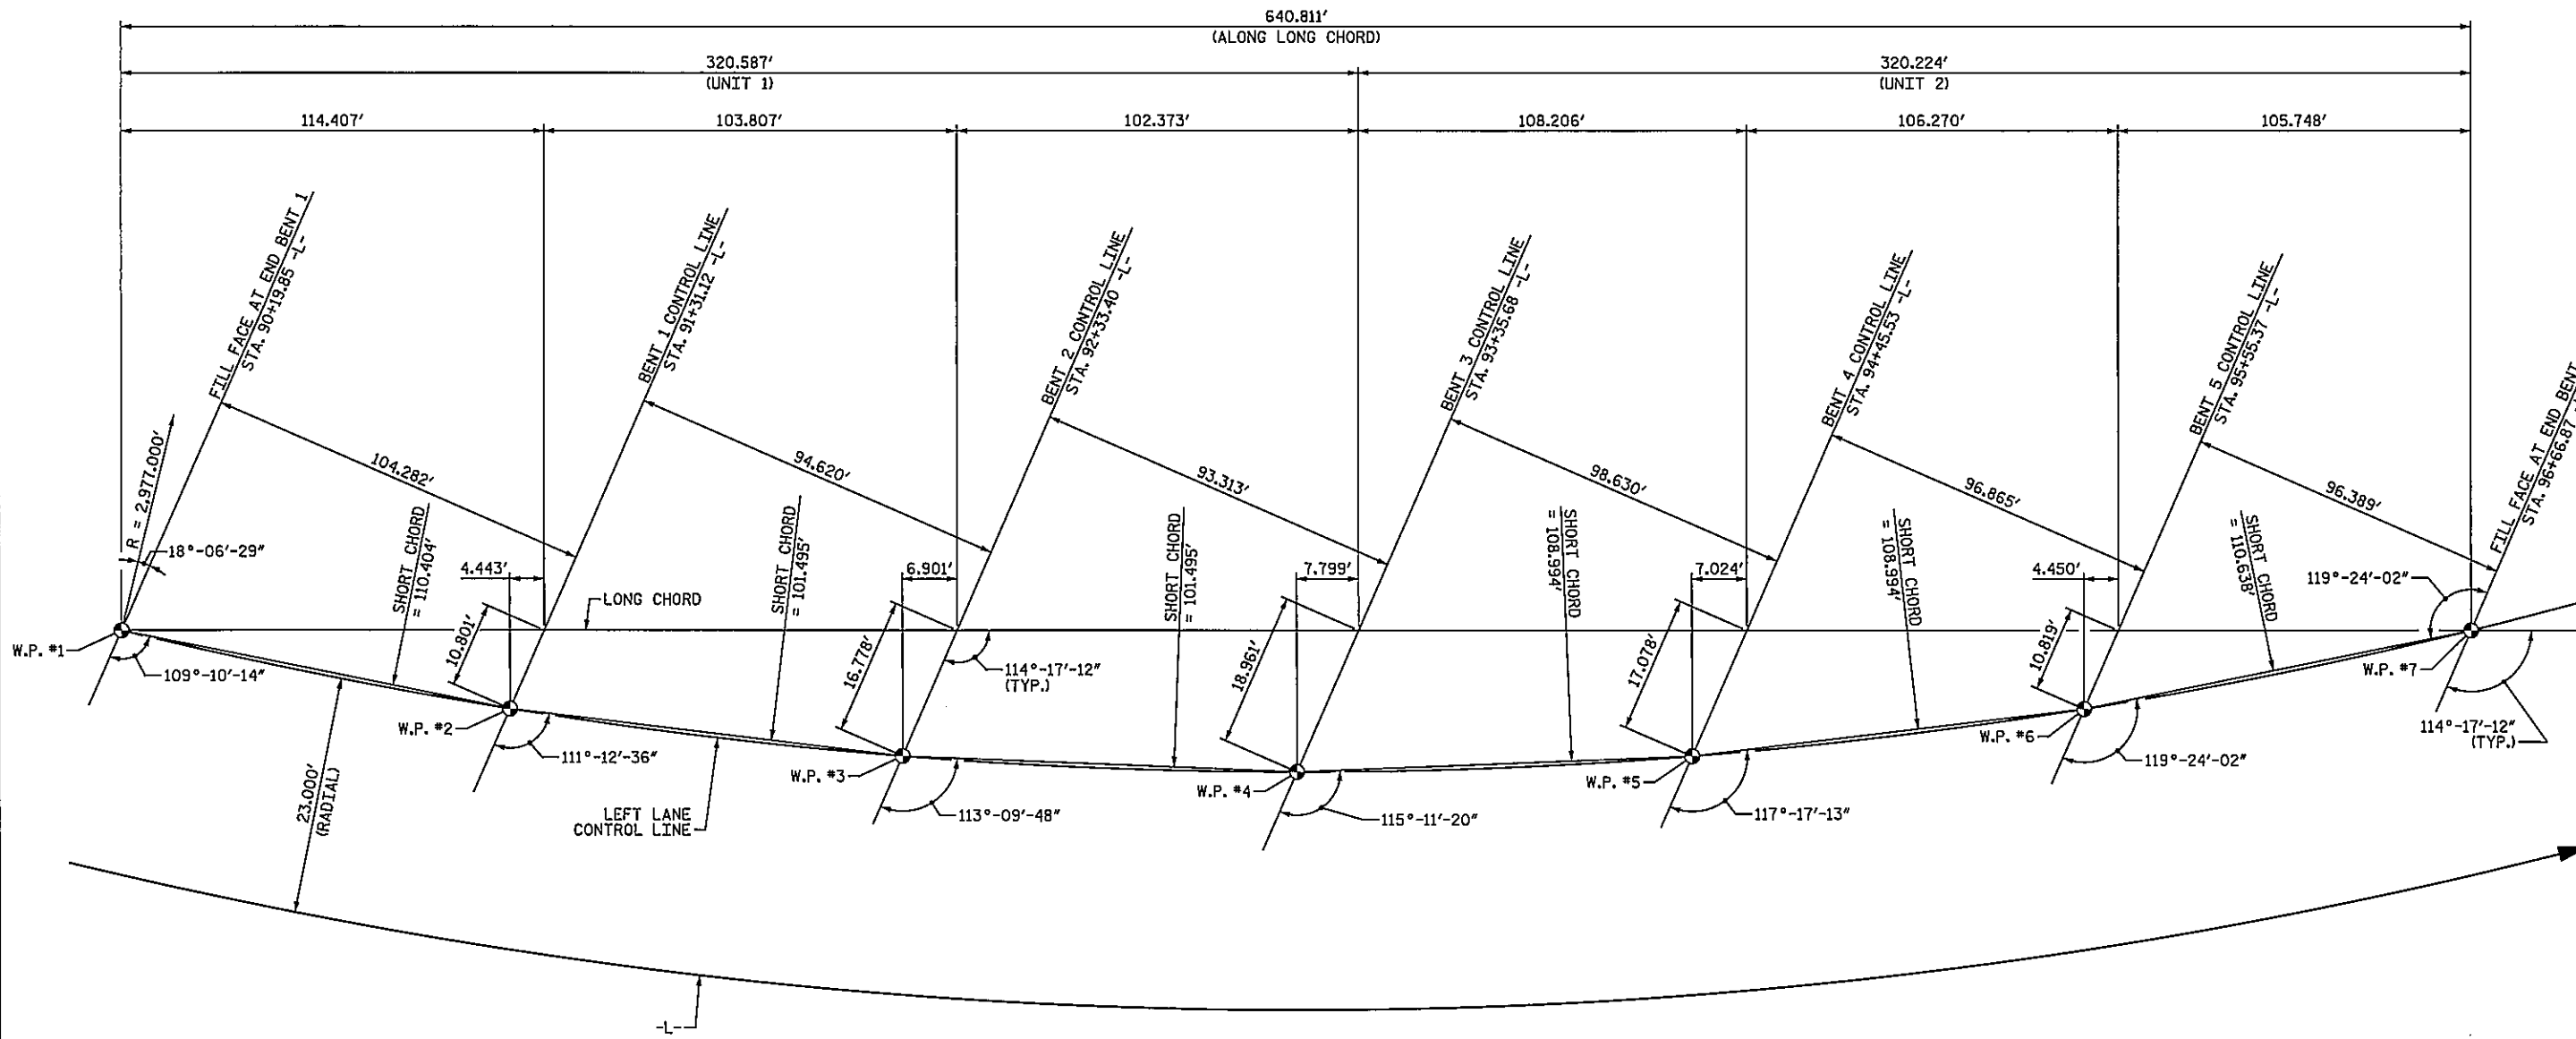 640.811′
(ALONG LONG CHORD)
320.587′
(UNIT 1)
320.224′
(UNIT 2)
114.407′
103.807′
102.373′
108.206′
106.270′
105.748′
FILL FACE AT END BENT 1
STA. 90+19.85 -L-
BENT 1 CONTROL LINE
STA. 91+31.12 -L-
BENT 2 CONTROL LINE
STA. 92+33.40 -L-
BENT 3 CONTROL LINE
STA. 93+35.68 -L-
BENT 4 CONTROL LINE
STA. 94+45.53 -L-
BENT 5 CONTROL LINE
STA. 95+55.37 -L-
FILL FACE AT END BENT
STA. 96+66.87
R = 2,977.000′
18°-06′-29″
104.282′
94.620′
93.313′
98.630′
96.865′
96.389′
SHORT CHORD
= 110.404′
SHORT CHORD
= 101.495′
SHORT CHORD
= 101.495′
SHORT CHORD
= 108.994′
SHORT CHORD
= 108.994′
SHORT CHORD
= 110.638′
4.443′
6.901′
7.799′
7.024′
4.450′
119°-24′-02″
LONG CHORD
10.801′
16.778′
18.961′
17.078′
10.819′
W.P. #1
109°-10′-14″
114°-17′-12″
(TYP.)
W.P. #7
114°-17′-12″
(TYP.)
W.P. #2
111°-12′-36″
W.P. #3
113°-09′-48″
W.P. #4
115°-11′-20″
W.P. #5
117°-17′-13″
W.P. #6
119°-24′-02″
23.000′
(RADIAL)
LEFT LANE
CONTROL LINE
-L-